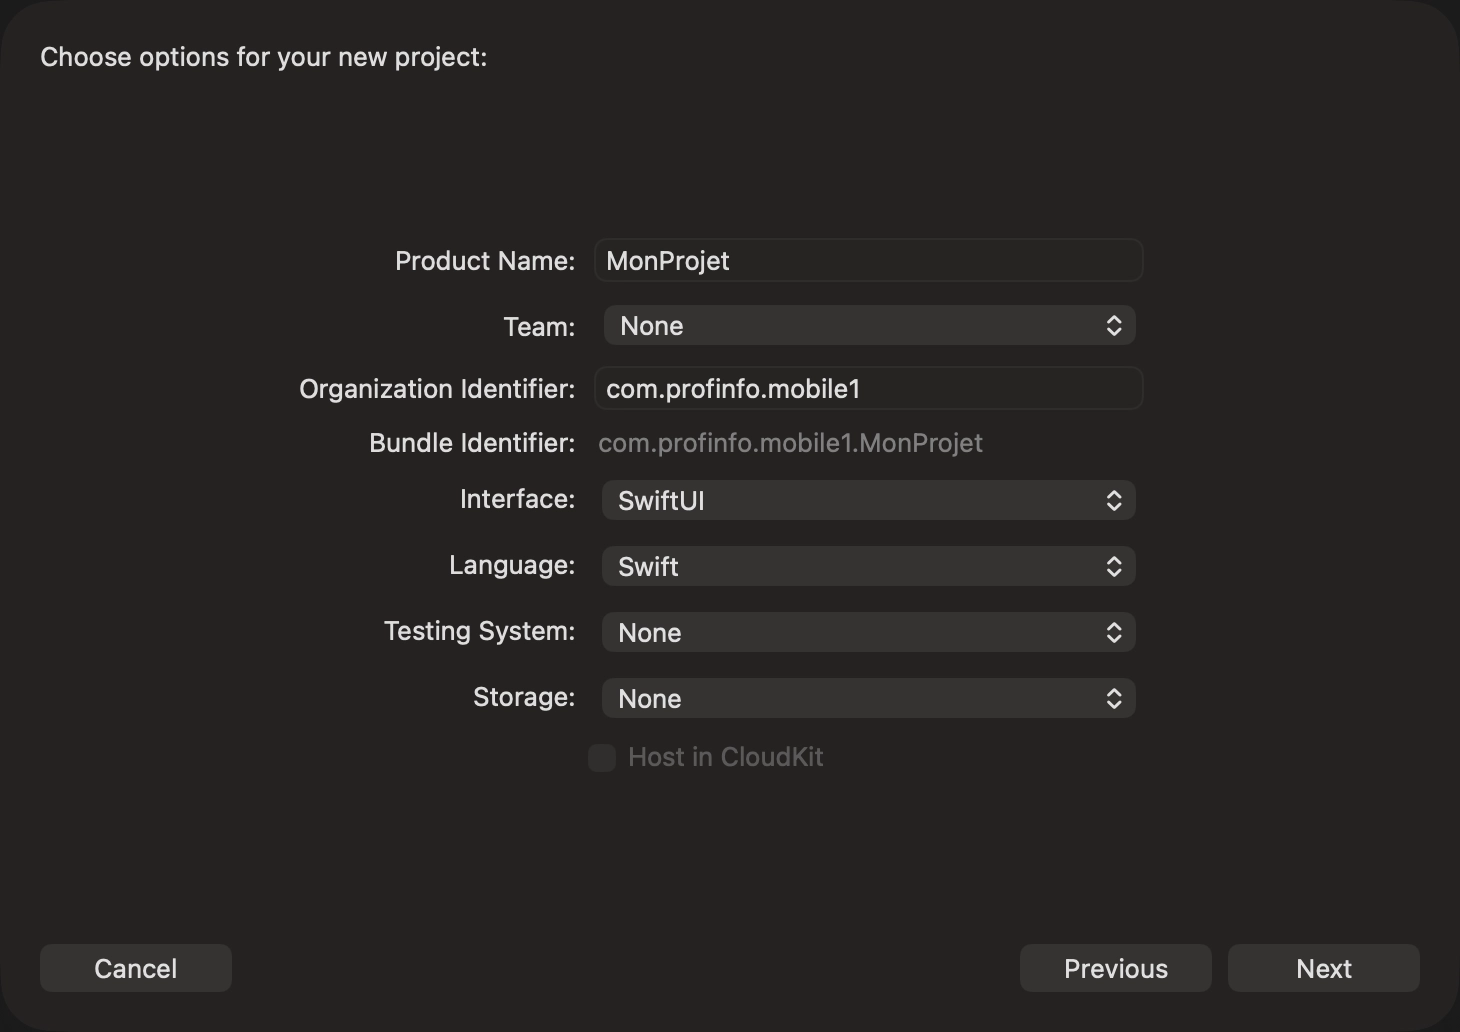 Choose options for your new project:
Product Name: MonProjet
Team: None
Organization Identifier: com.profinfo.mobile1
Bundle Identifier: com.profinfo.mobile1.MonProjet
Interface: SwiftUI
Language: Swift
Testing System: None
Storage: None
Host in CloudKit
Cancel Previous Next